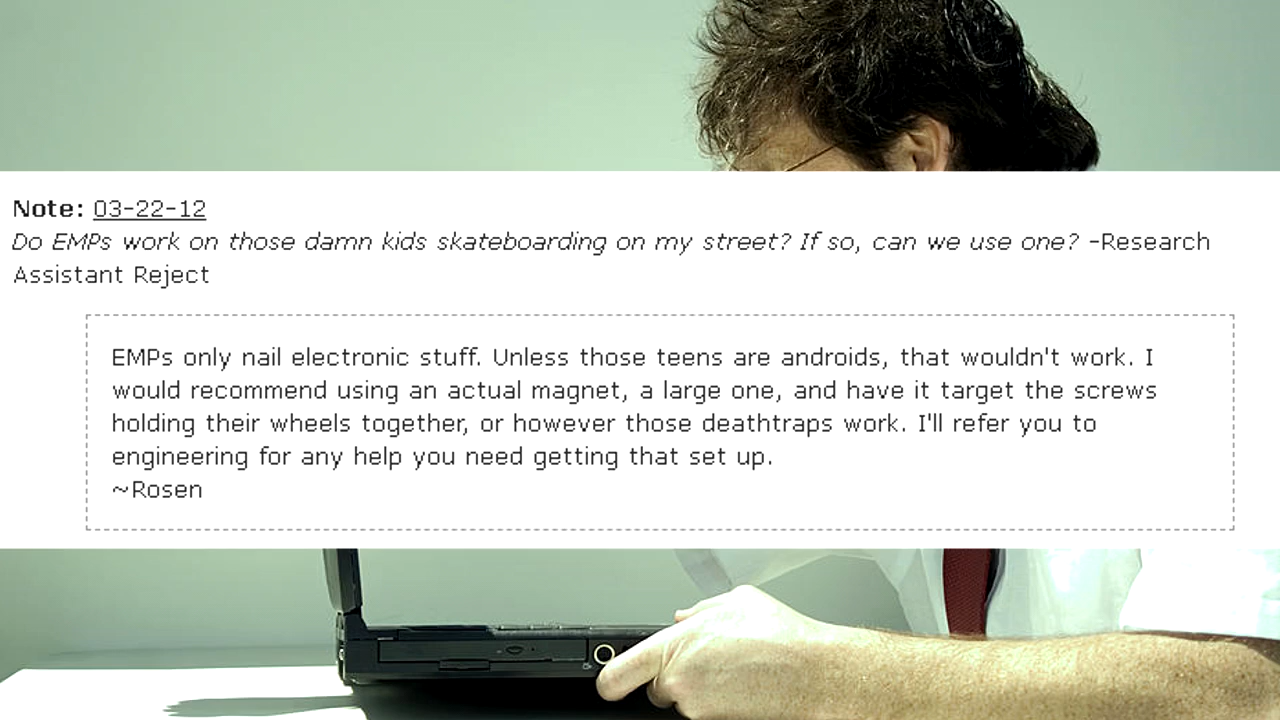 Note: 03-22-12
Do EMPs work on those damn kids skateboarding on my street? If so, can we use one? -Research
Assistant Reject
EMPs only nail electronic stuff. Unless those teens are androids, that wouldn't work. I
would recommend using an actual magnet, a large one, and have it target the screws
holding their wheels together, or however those deathtraps work. I'll refer you to
engineering for any help you need getting that set up.
~Rosen